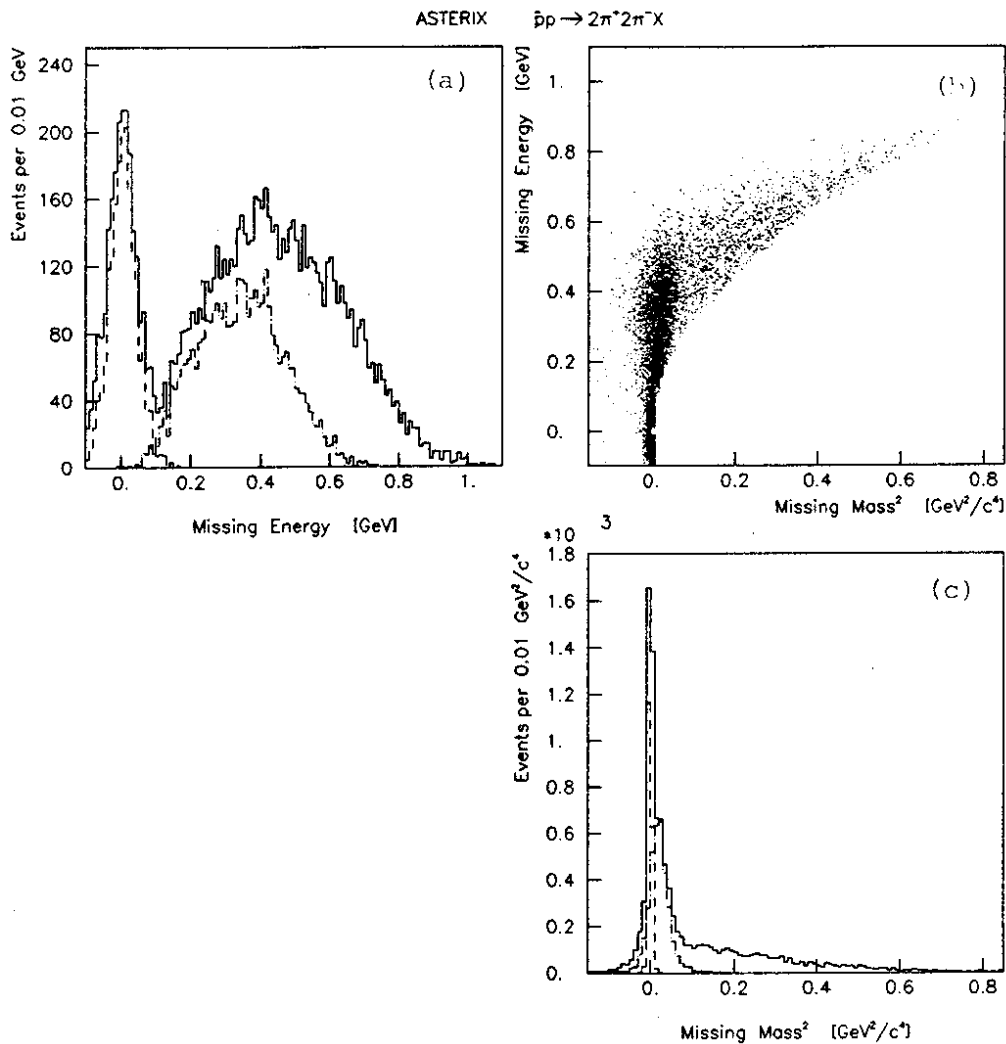 ASTERIX p̄p → 2π⁺2π⁻X
(a)
Events per 0.01 GeV
240
200
160
120
80
40
0
0. 0.2 0.4 0.6 0.8 1.
Missing Energy [GeV]
(b)
Missing Energy [GeV]
1.
0.8
0.6
0.4
0.2
0.
0. 0.2 0.4 0.6 0.8
Missing Mass² [GeV²/c⁴]
*10 3
(c)
Events per 0.01 GeV²/c⁴
1.8
1.6
1.4
1.2
1.
0.8
0.6
0.4
0.2
0.
0. 0.2 0.4 0.6 0.8
Missing Mass² [GeV²/c⁴]